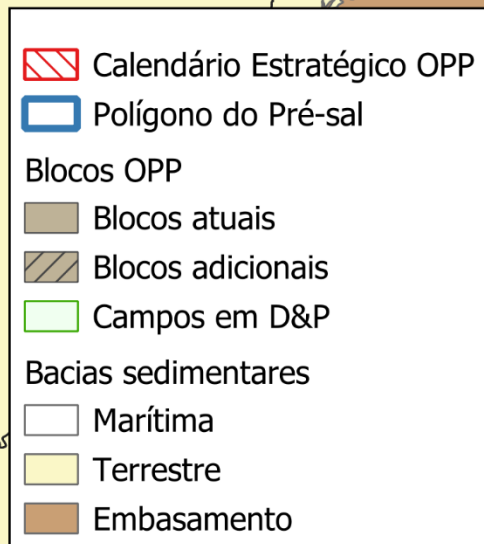 Calendário Estratégico OPP
Polígono do Pré-sal
Blocos OPP
Blocos atuais
Blocos adicionais
Campos em D&P
Bacias sedimentares
Marítima
Terrestre
Embasamento